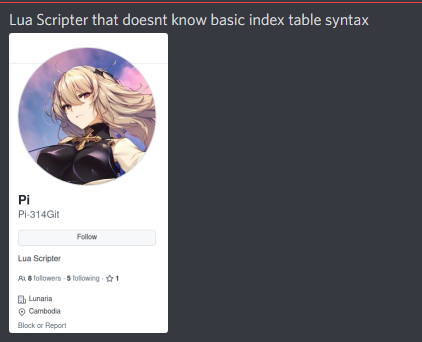 Lua Scripter that doesnt know basic index table syntax
Pi
Pi-314Git
Follow
Lua Scripter
8 followers · 5 following · 1
Lunaria
Cambodia
Block or Report